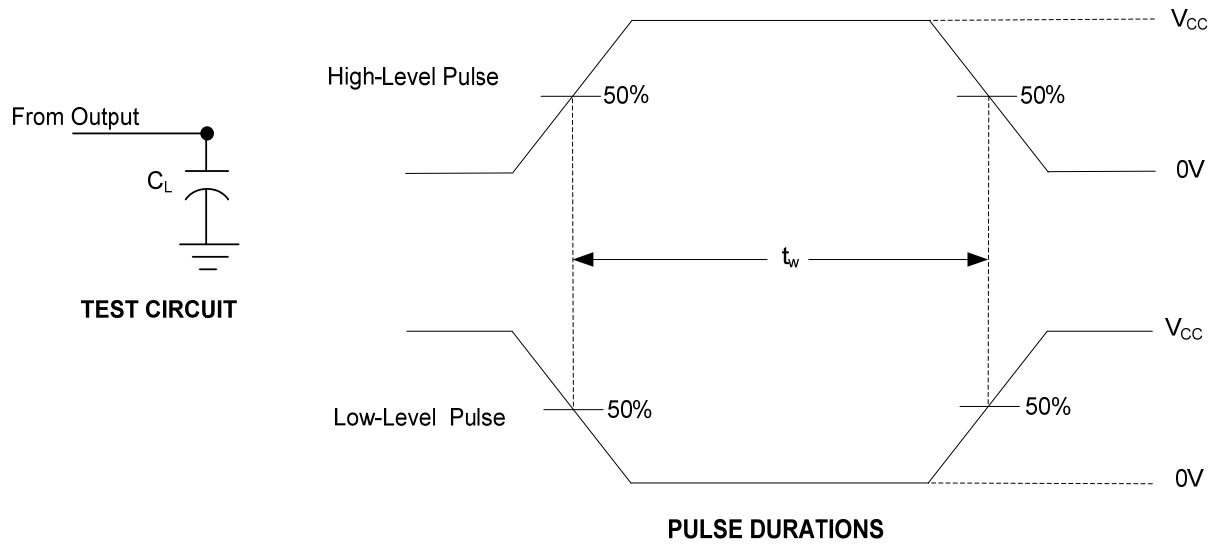 V_CC
High-Level Pulse
50%
50%
From Output
C_L
0V
t_w
TEST CIRCUIT
V_CC
Low-Level Pulse
50%
50%
0V
PULSE DURATIONS